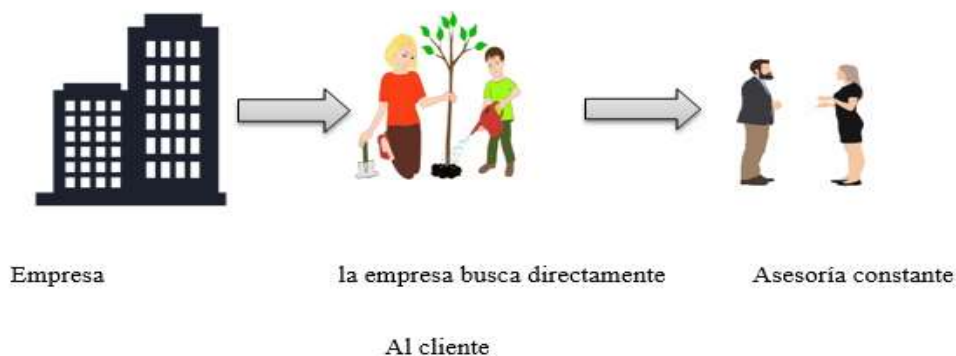 Empresa
la empresa busca directamente
Asesoría constante
Al cliente